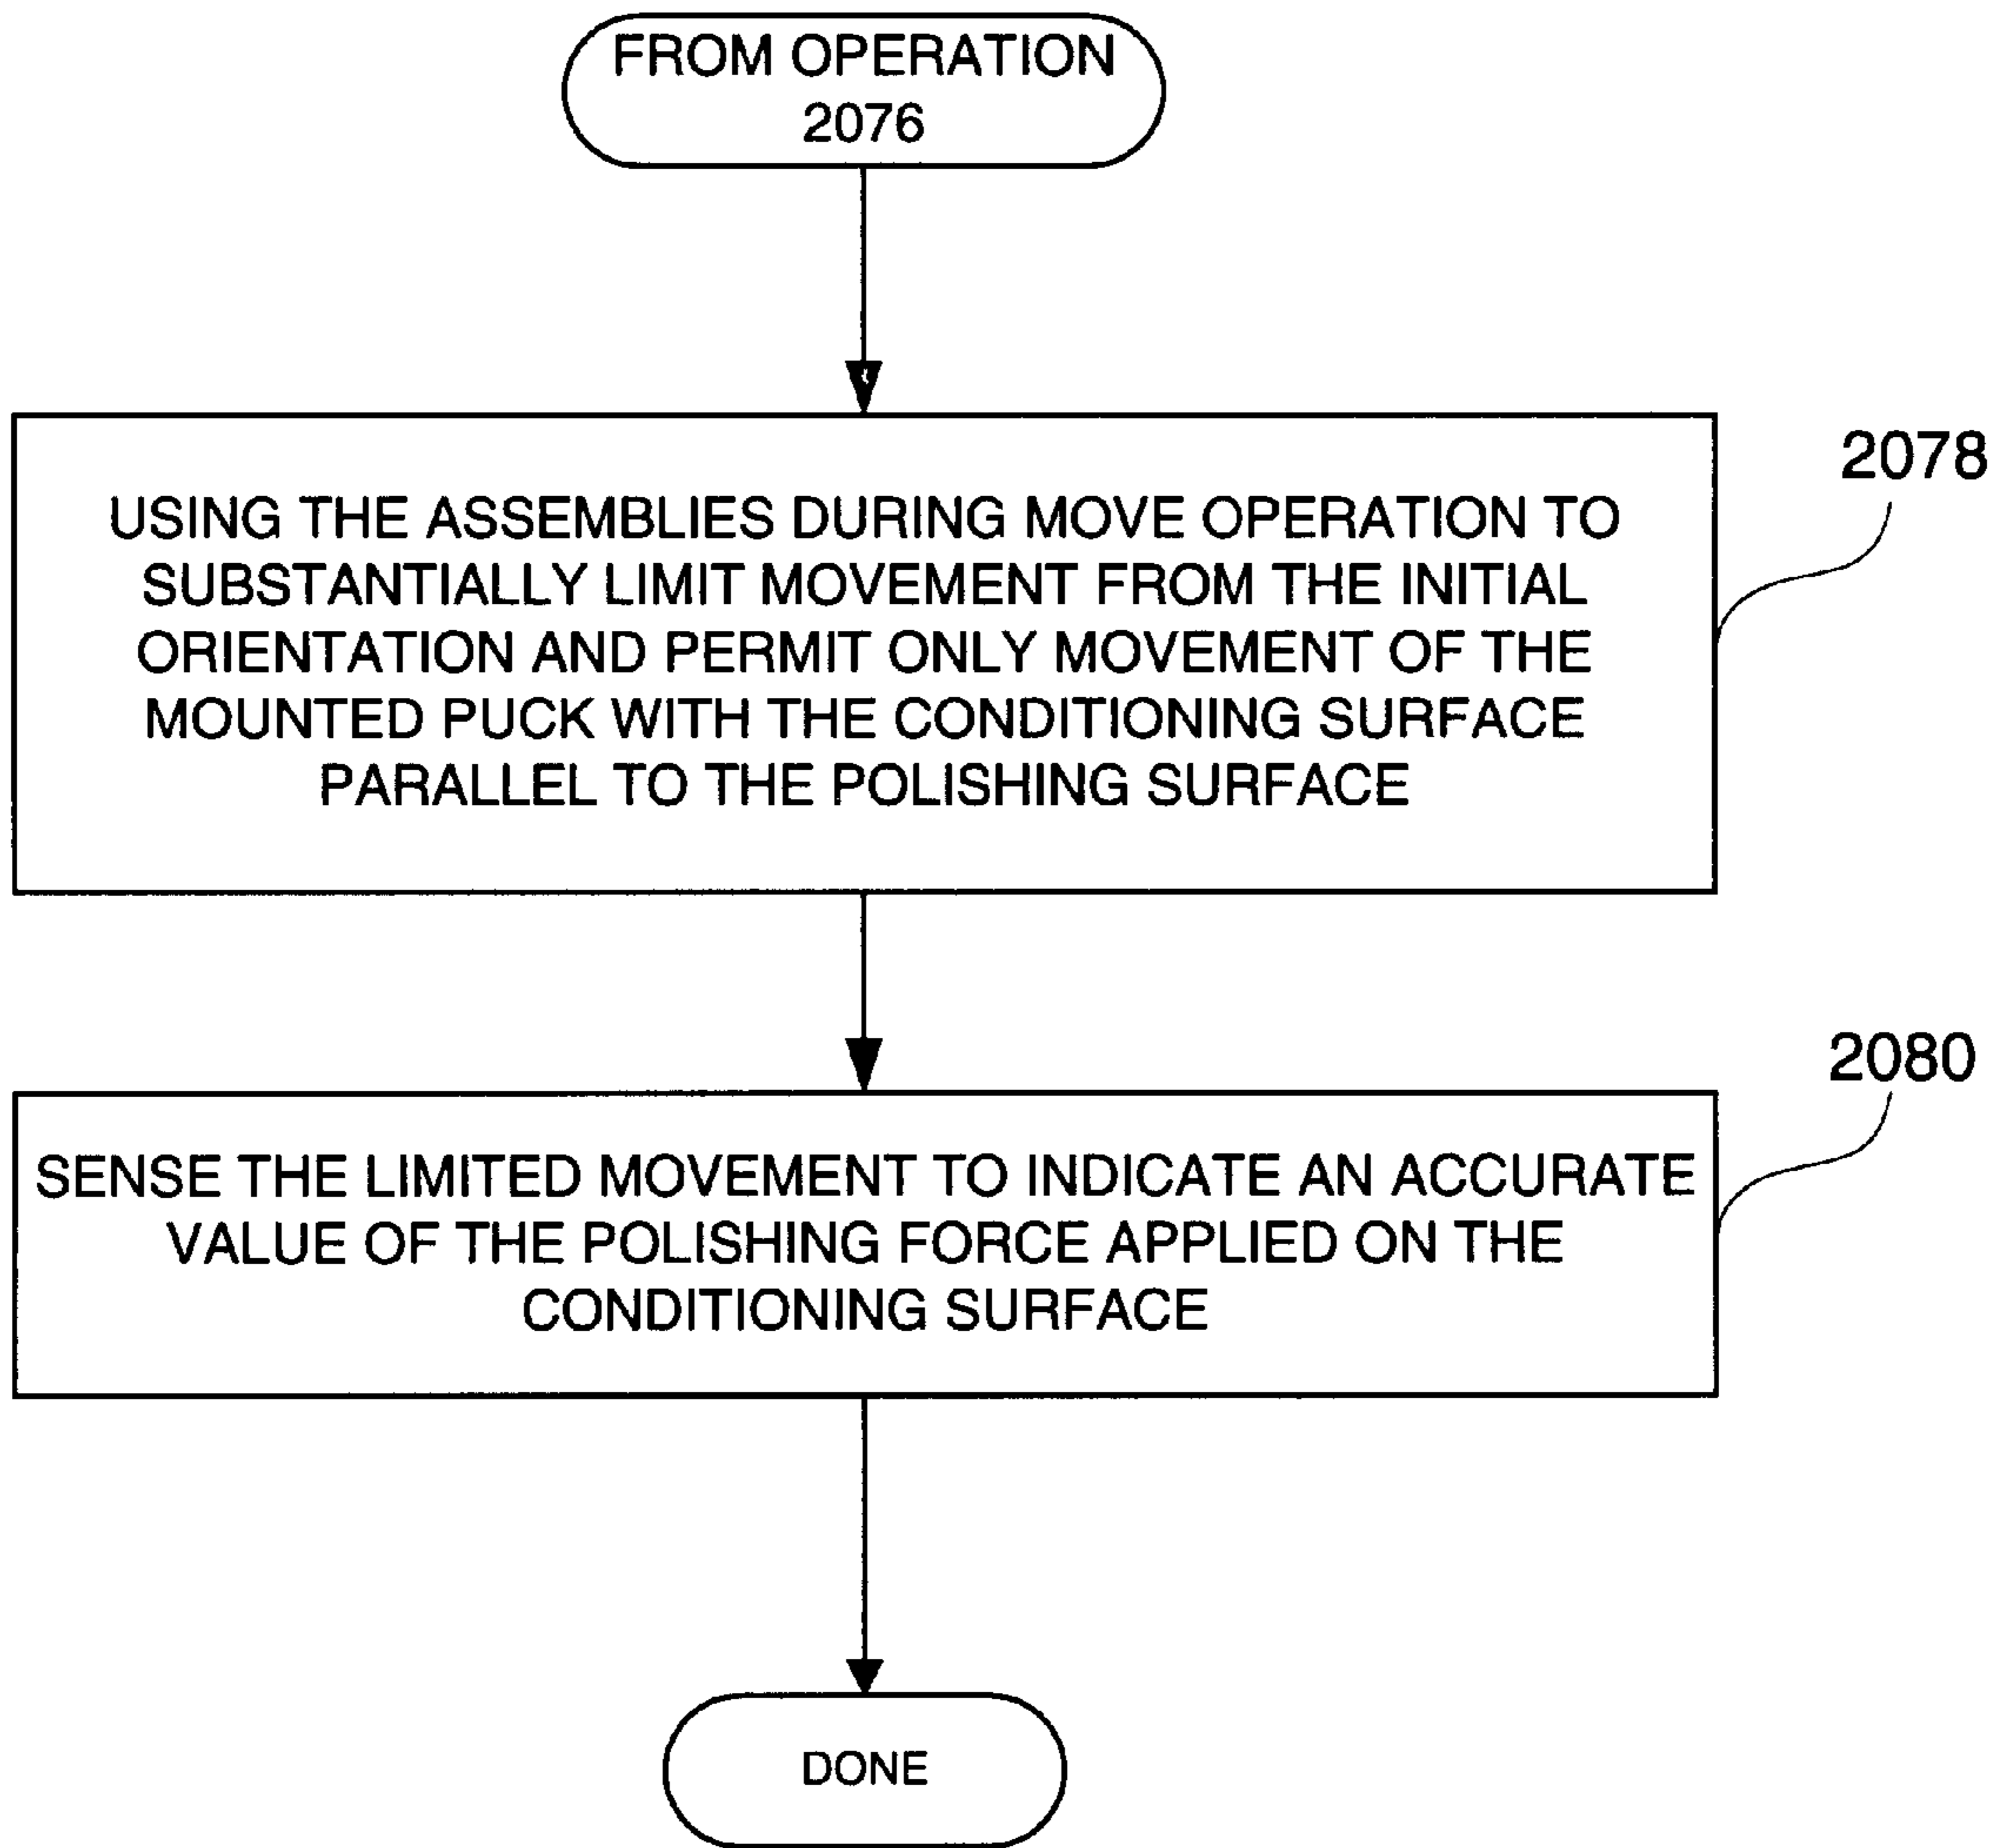 FROM OPERATION
2076
2078
USING THE ASSEMBLIES DURING MOVE OPERATION TO
SUBSTANTIALLY LIMIT MOVEMENT FROM THE INITIAL
ORIENTATION AND PERMIT ONLY MOVEMENT OF THE
MOUNTED PUCK WITH THE CONDITIONING SURFACE
PARALLEL TO THE POLISHING SURFACE
2080
SENSE THE LIMITED MOVEMENT TO INDICATE AN ACCURATE
VALUE OF THE POLISHING FORCE APPLIED ON THE
CONDITIONING SURFACE
DONE